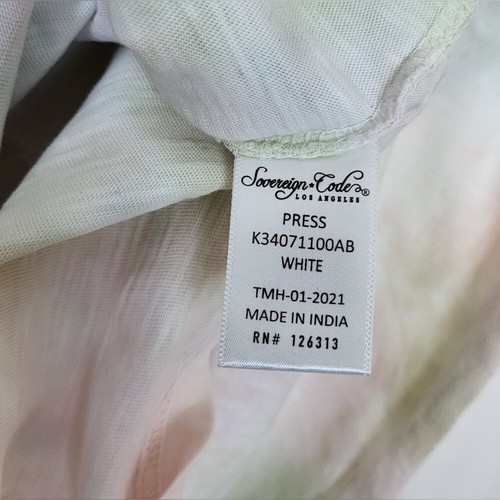 Sovereign★Code®
LOS ANGELES
PRESS
K34071100AB
WHITE
TMH-01-2021
MADE IN INDIA
RN# 126313